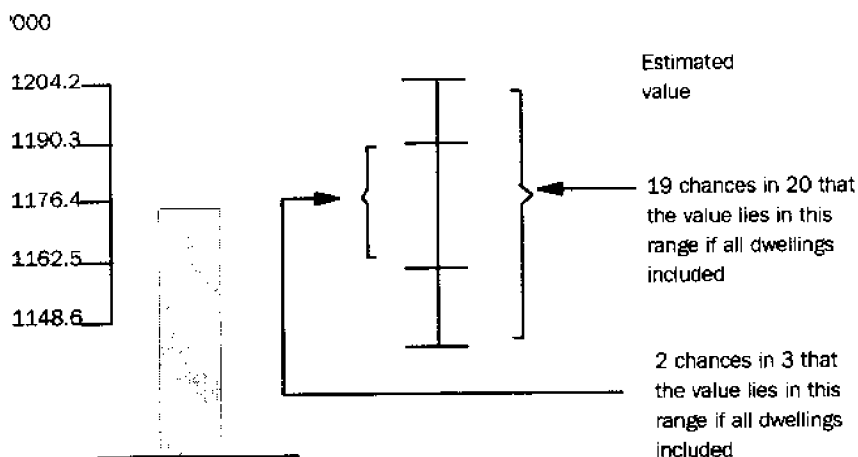 '000
1204.2
1190.3
1176.4
1162.5
1148.6
Estimated
value
19 chances in 20 that
the value lies in this
range if all dwellings
included
2 chances in 3 that
the value lies in this
range if all dwellings
included